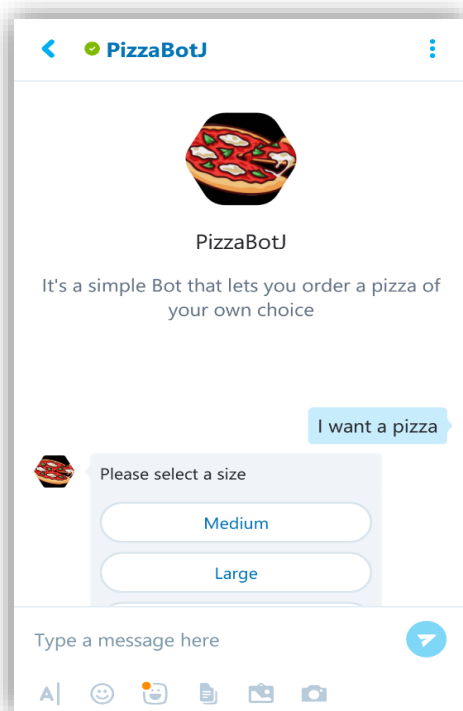 PizzaBotJ
PizzaBotJ
It's a simple Bot that lets you order a pizza of
your own choice
I want a pizza
Please select a size
Medium
Large
Type a message here
A|